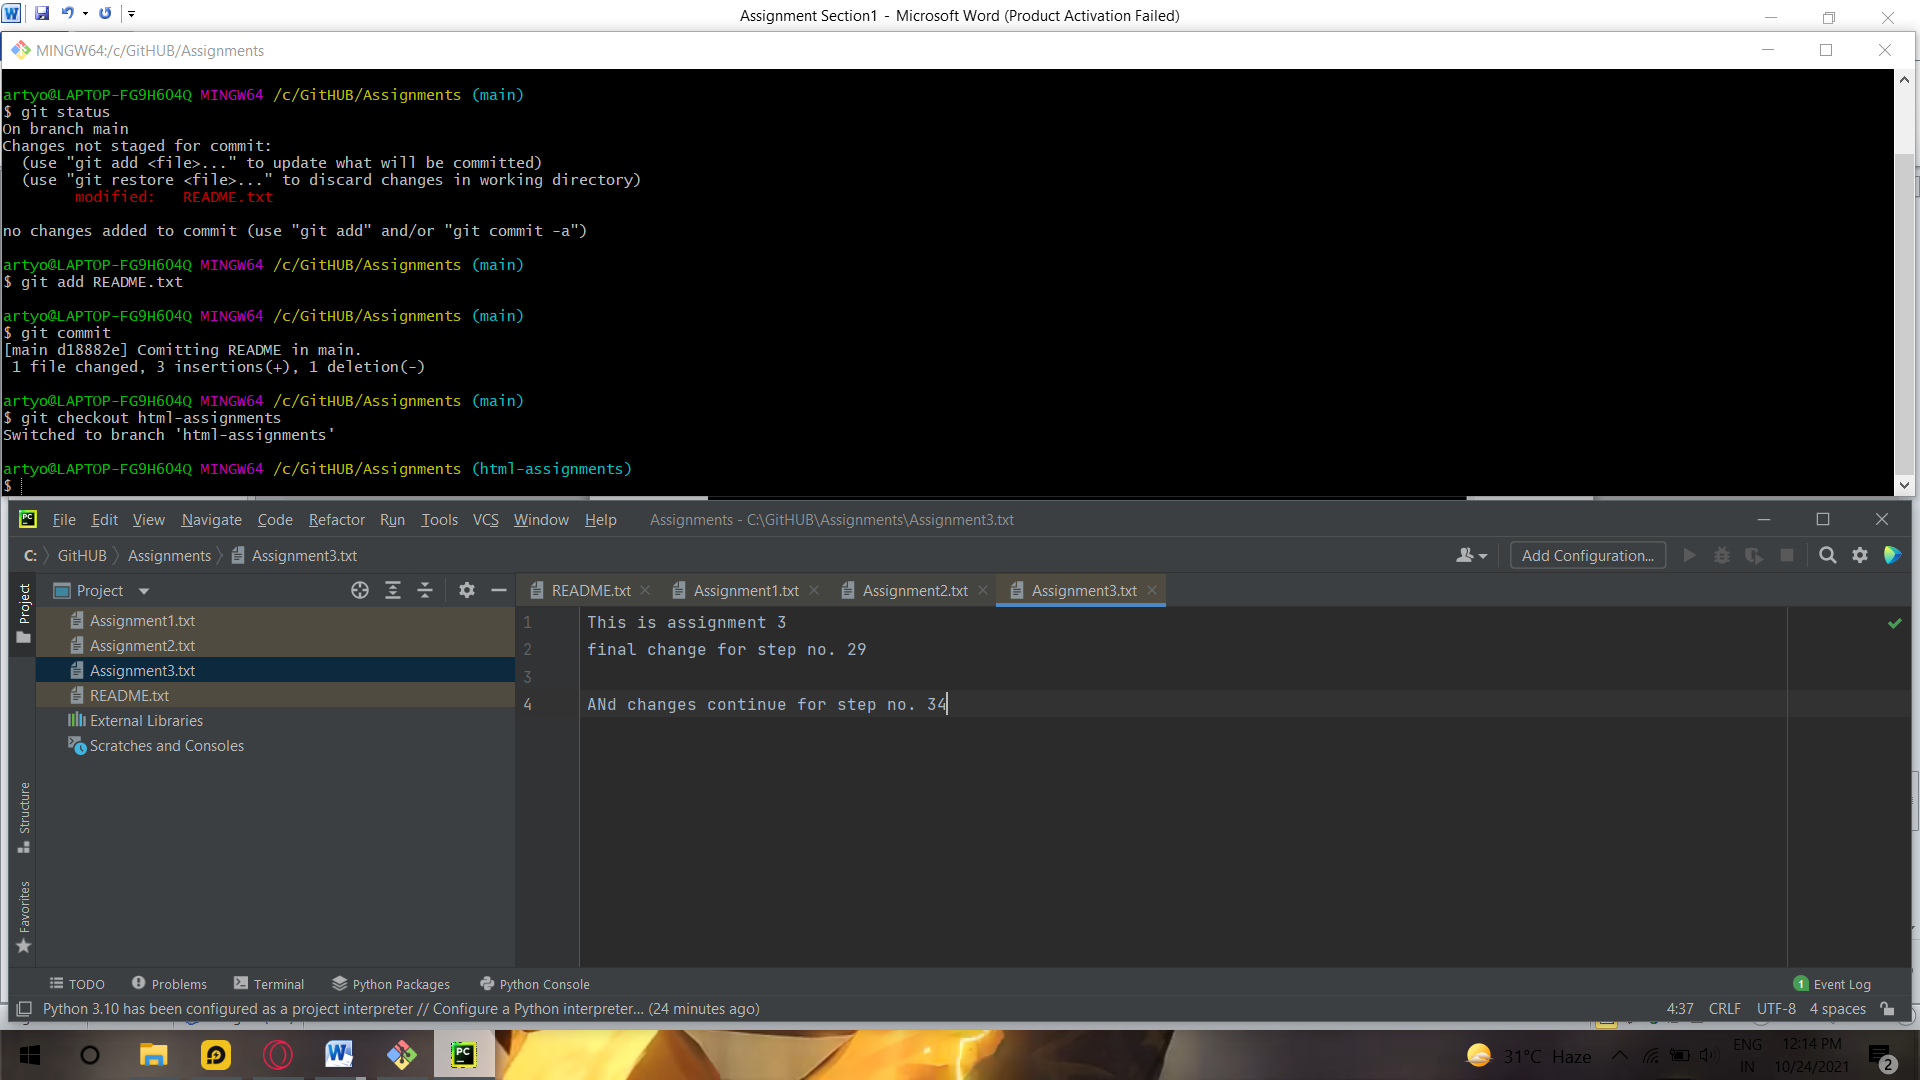 Assignment Section1 - Microsoft Word (Product Activation Failed)
MINGW64:/c/GitHUB/Assignments
artyo@LAPTOP-FG9H6O4Q MINGW64 /c/GitHUB/Assignments (main)
$ git status
On branch main
Changes not staged for commit:
(use "git add <file>..." to update what will be committed)
(use "git restore <file>..." to discard changes in working directory)
modified: README.txt
no changes added to commit (use "git add" and/or "git commit -a")
artyo@LAPTOP-FG9H6O4Q MINGW64 /c/GitHUB/Assignments (main)
$ git add README.txt
artyo@LAPTOP-FG9H6O4Q MINGW64 /c/GitHUB/Assignments (main)
$ git commit
[main d18882e] Comitting README in main.
1 file changed, 3 insertions(+), 1 deletion(-)
artyo@LAPTOP-FG9H6O4Q MINGW64 /c/GitHUB/Assignments (main)
$ git checkout html-assignments
Switched to branch 'html-assignments'
artyo@LAPTOP-FG9H6O4Q MINGW64 /c/GitHUB/Assignments (html-assignments)
$
PC File Edit View Navigate Code Refactor Run Tools VCS Window Help Assignments - C:\GitHUB\Assignments\Assignment3.txt
C: GitHUB Assignments Assignment3.txt Add Configuration...
Project
Project README.txt Assignment1.txt Assignment2.txt Assignment3.txt
Assignment1.txt
Assignment2.txt
Assignment3.txt
README.txt
External Libraries
Scratches and Consoles
1 This is assignment 3
2 final change for step no. 29
3
4 ANd changes continue for step no. 34
Structure
Favorites
TODO Problems Terminal Python Packages Python Console 1 Event Log
Python 3.10 has been configured as a project interpreter // Configure a Python interpreter... (24 minutes ago) 4:37 CRLF UTF-8 4 spaces
PC 31°C Haze ENG 12:14 PM
IN 10/24/2021 2